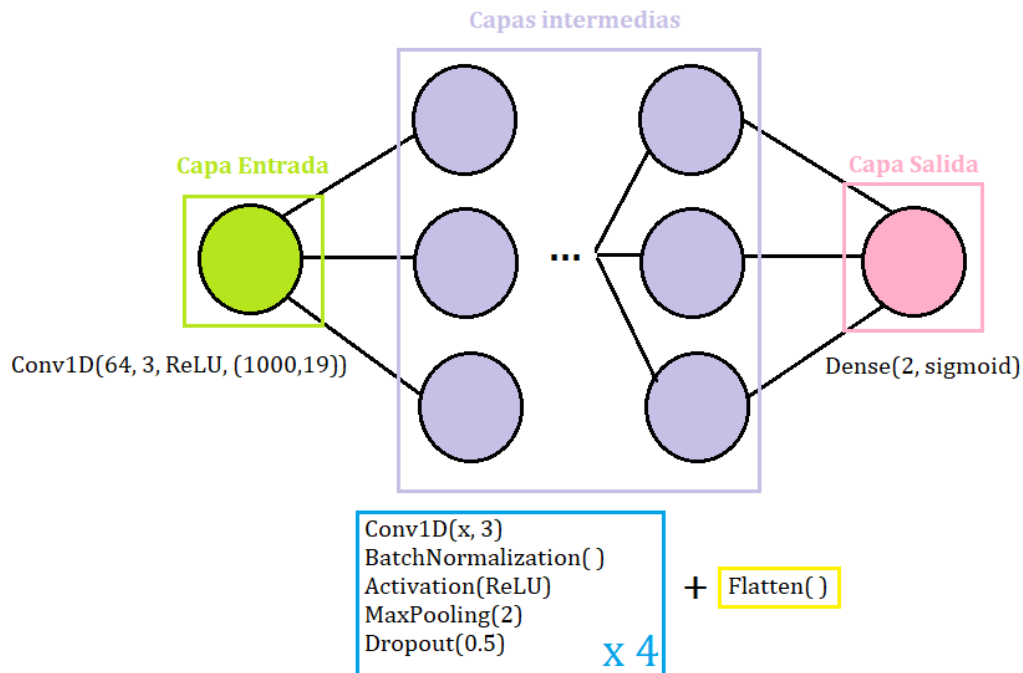 Capas intermedias
Capa Entrada
Capa Salida
...
Conv1D(64, 3, ReLU, (1000,19))
Dense(2, sigmoid)
Conv1D(x, 3)
BatchNormalization( )
Activation(ReLU)
MaxPooling(2)
Dropout(0.5)
x 4
+
Flatten( )